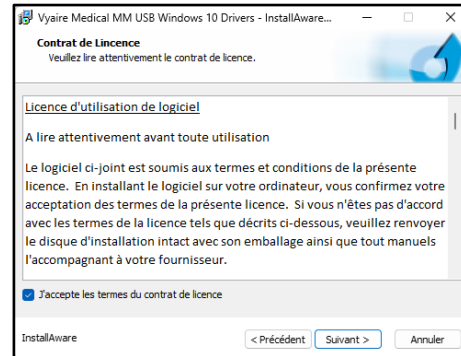 Vyaire Medical MM USB Windows 10 Drivers - InstallAware...
Contrat de Lincence
Veuillez lire attentivement le contrat de licence.
Licence d'utilisation de logiciel
A lire attentivement avant toute utilisation
Le logiciel ci-joint est soumis aux termes et conditions de la présente
licence. En installant le logiciel sur votre ordinateur, vous confirmez votre
acceptation des termes de la présente licence. Si vous n'êtes pas d'accord
avec les termes de la licence tels que décrits ci-dessous, veuillez renvoyer
le disque d'installation intact avec son emballage ainsi que tout manuels
l'accompagnant à votre fournisseur.
J'accepte les termes du contrat de licence
InstallAware < Précédent Suivant > Annuler